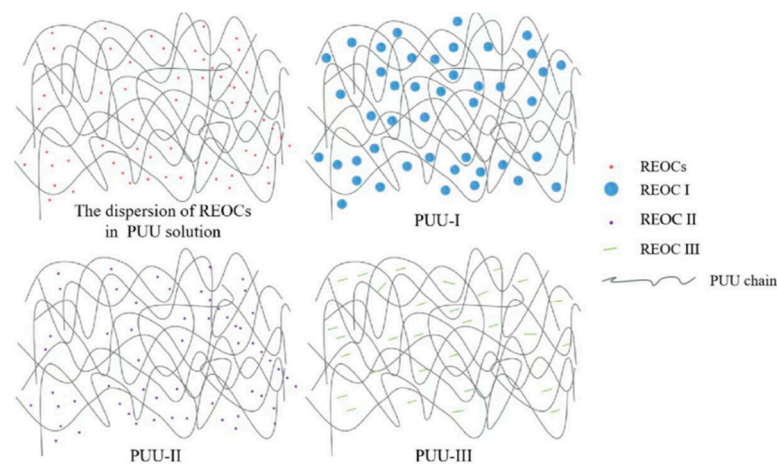 The dispersion of REOCs
in PUU solution
PUU-I
REOCs
REOC I
REOC II
REOC III
PUU chain
PUU-II
PUU-III